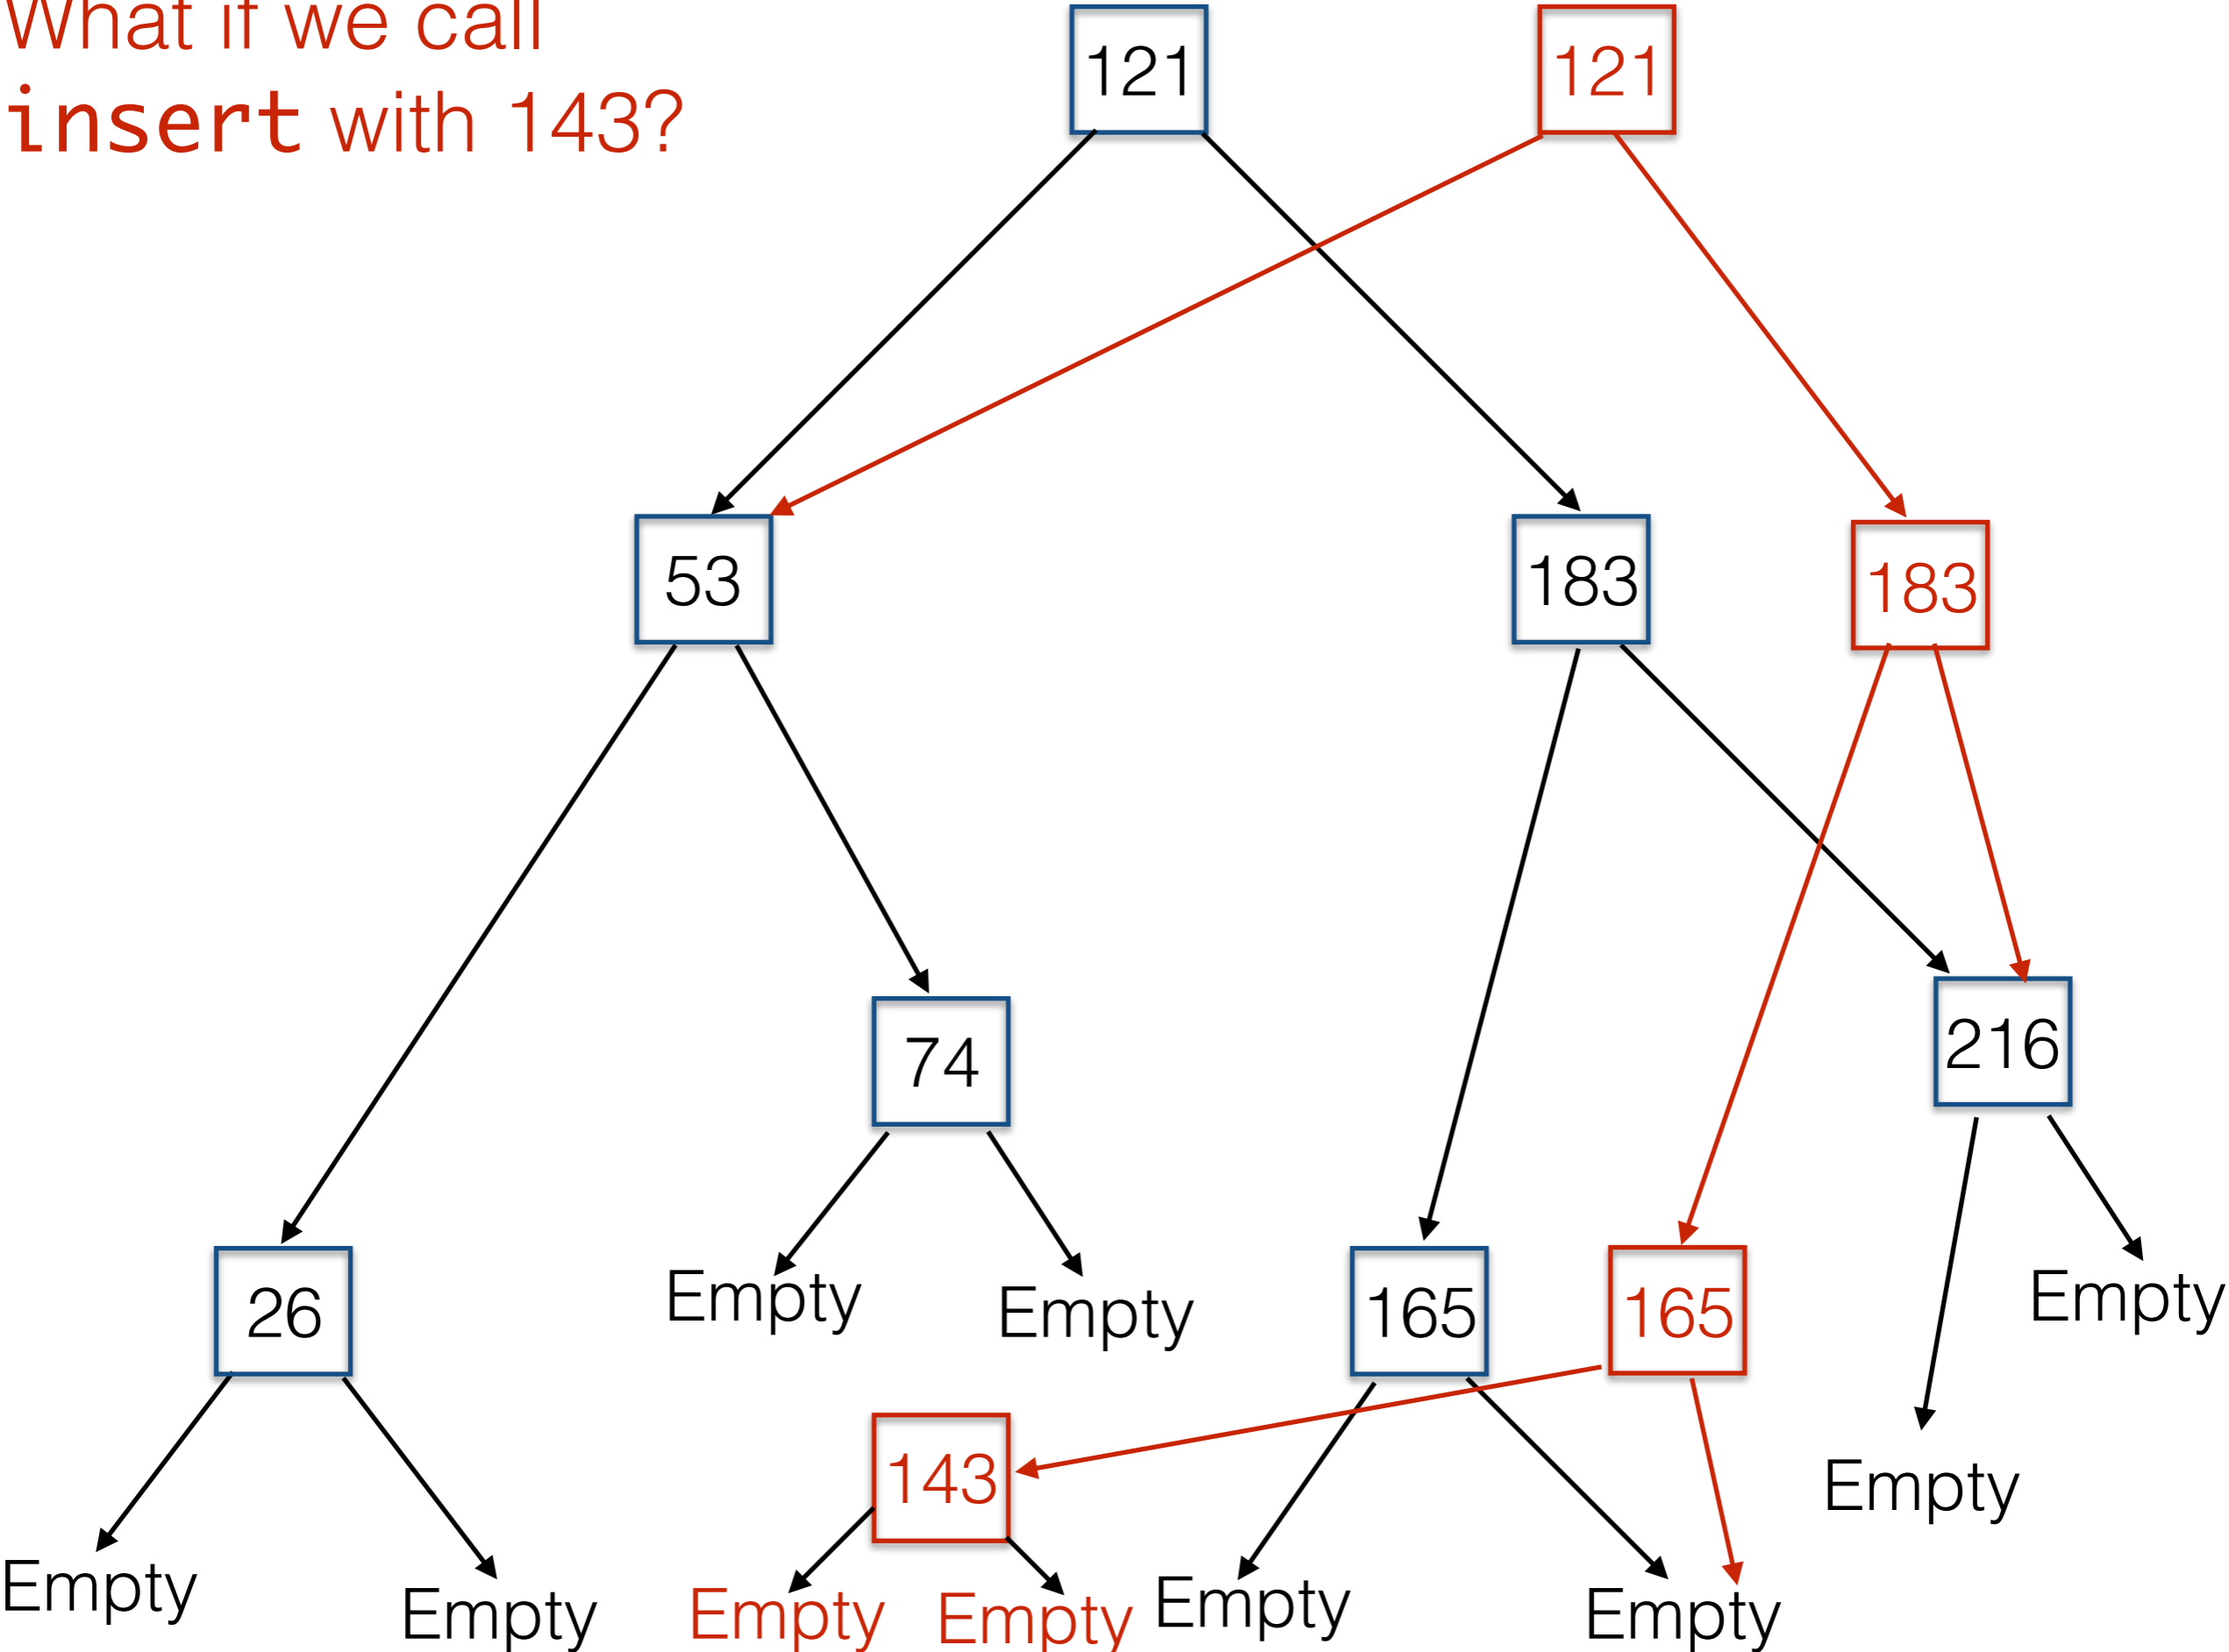 What if we call
insert with 143?
121 121
53 183 183
74 216
26 Empty Empty 165 165 Empty
143 Empty
Empty Empty Empty Empty Empty Empty